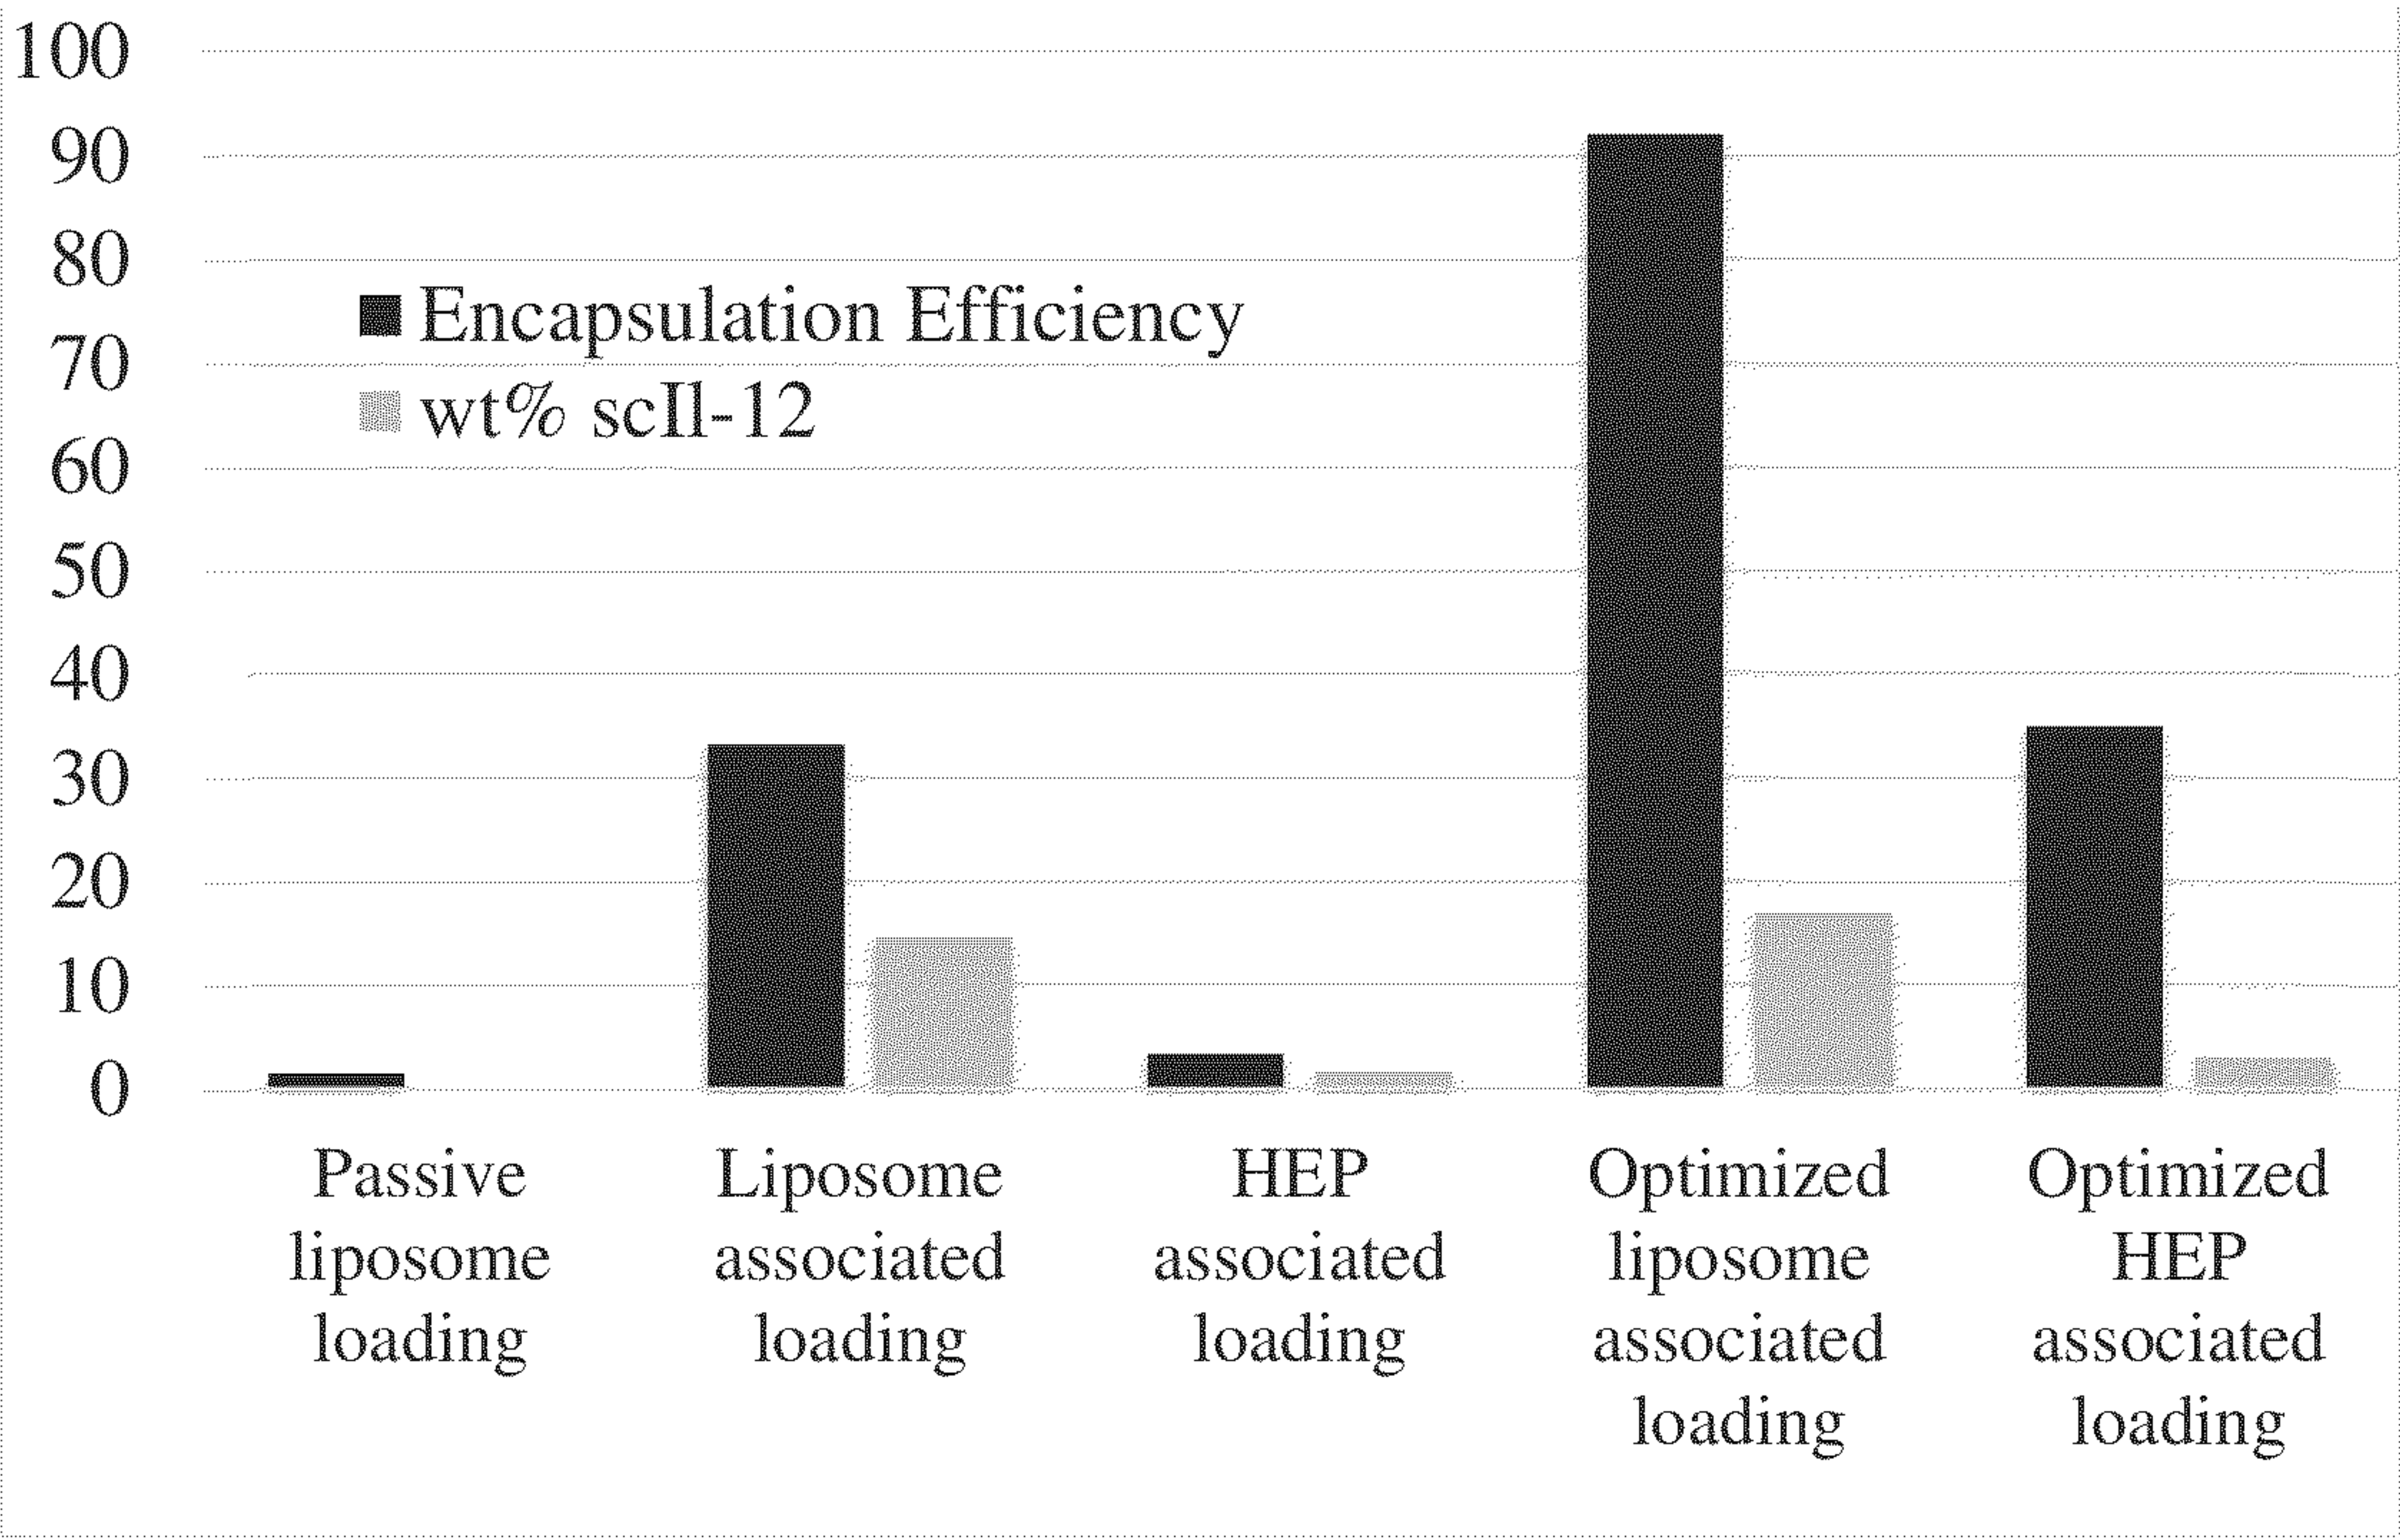 100
90
80
70
60
50
40
30
20
10
0
Encapsulation Efficiency
wt% scIl-12
Passive
liposome
loading
Liposome
associated
loading
HEP
associated
loading
Optimized
liposome
associated
loading
Optimized
HEP
associated
loading